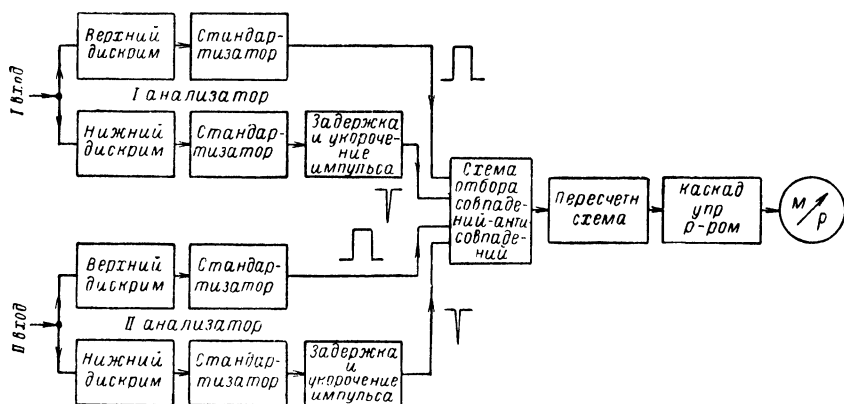 I вход
Верхний
дискрим
Стандар-
тизатор
I анализатор
Нижний
дискрим
Стандар-
тизатор
Задержка
и укороче-
ние
импульса
II вход
Верхний
дискрим
Стандар-
тизатор
II анализатор
Нижний
дискрим
Стандар-
тизатор
Задержка
и
укорочение
импульса
Схема
отбора
совпаде-
ний-анти
совпаде-
ний
Пересчетн
схема
Каскад
упр
р-ром
М/Р